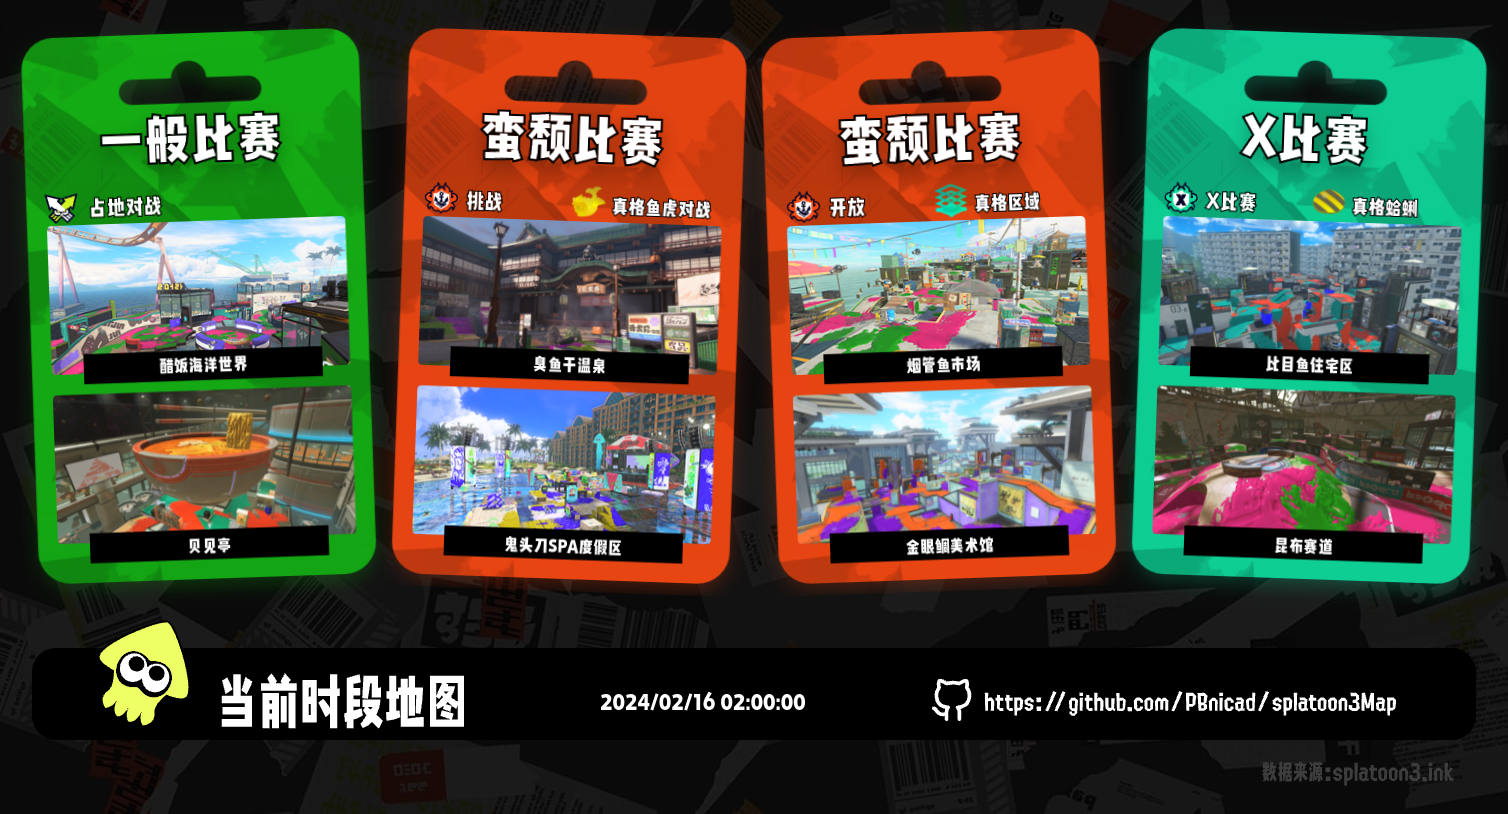 一般比赛
占地对战
醋饭海洋世界
贝见亭
蛮颓比赛
挑战
真格鱼虎对战
臭鱼干温泉
鬼头刀SPA度假区
蛮颓比赛
开放
真格区域
烟管鱼市场
金眼鲷美术馆
X比赛
X比赛
真格蛤蜊
比目鱼住宅区
昆布赛道
当前时段地图
2024/02/16 02:00:00
https://github.com/PBnicad/splatoon3Map
数据来源:splatoon3.ink